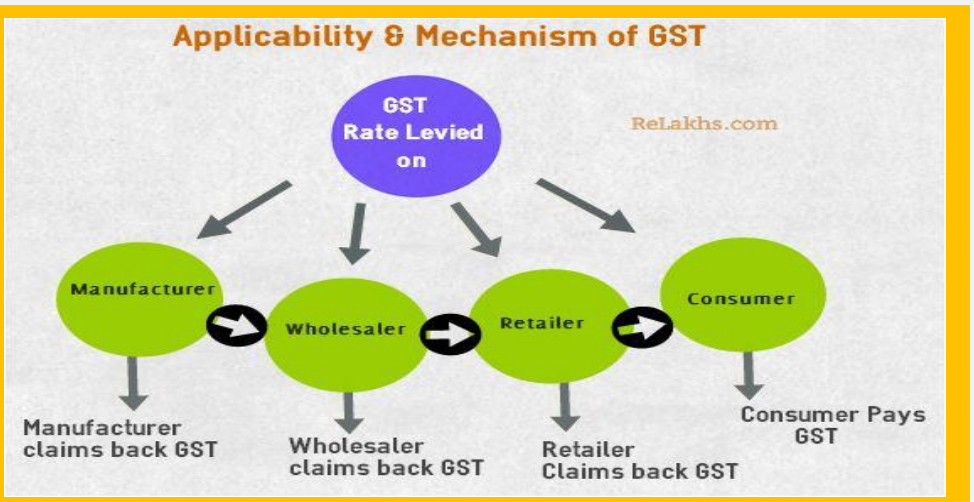 Applicability & Mechanism of GST
GST
Rate Levied
on
ReLakhs.com
Manufacturer
Wholesaler
Retailer
Consumer
Manufacturer
claims back GST
Wholesaler
claims back GST
Retailer
Claims back GST
Consumer Pays
GST